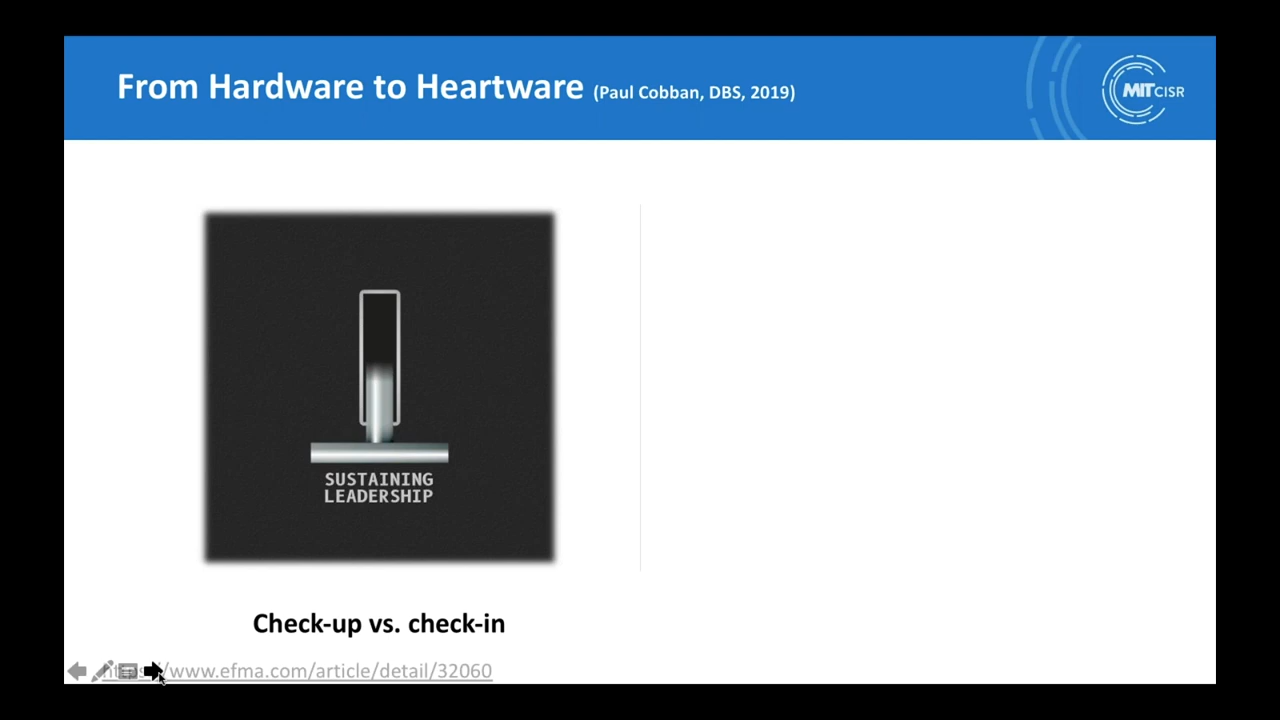 From Hardware to Heartware (Paul Cobban, DBS, 2019)
MIT CISR
SUSTAINING
LEADERSHIP
Check-up vs. check-in
https://www.efma.com/article/detail/32060